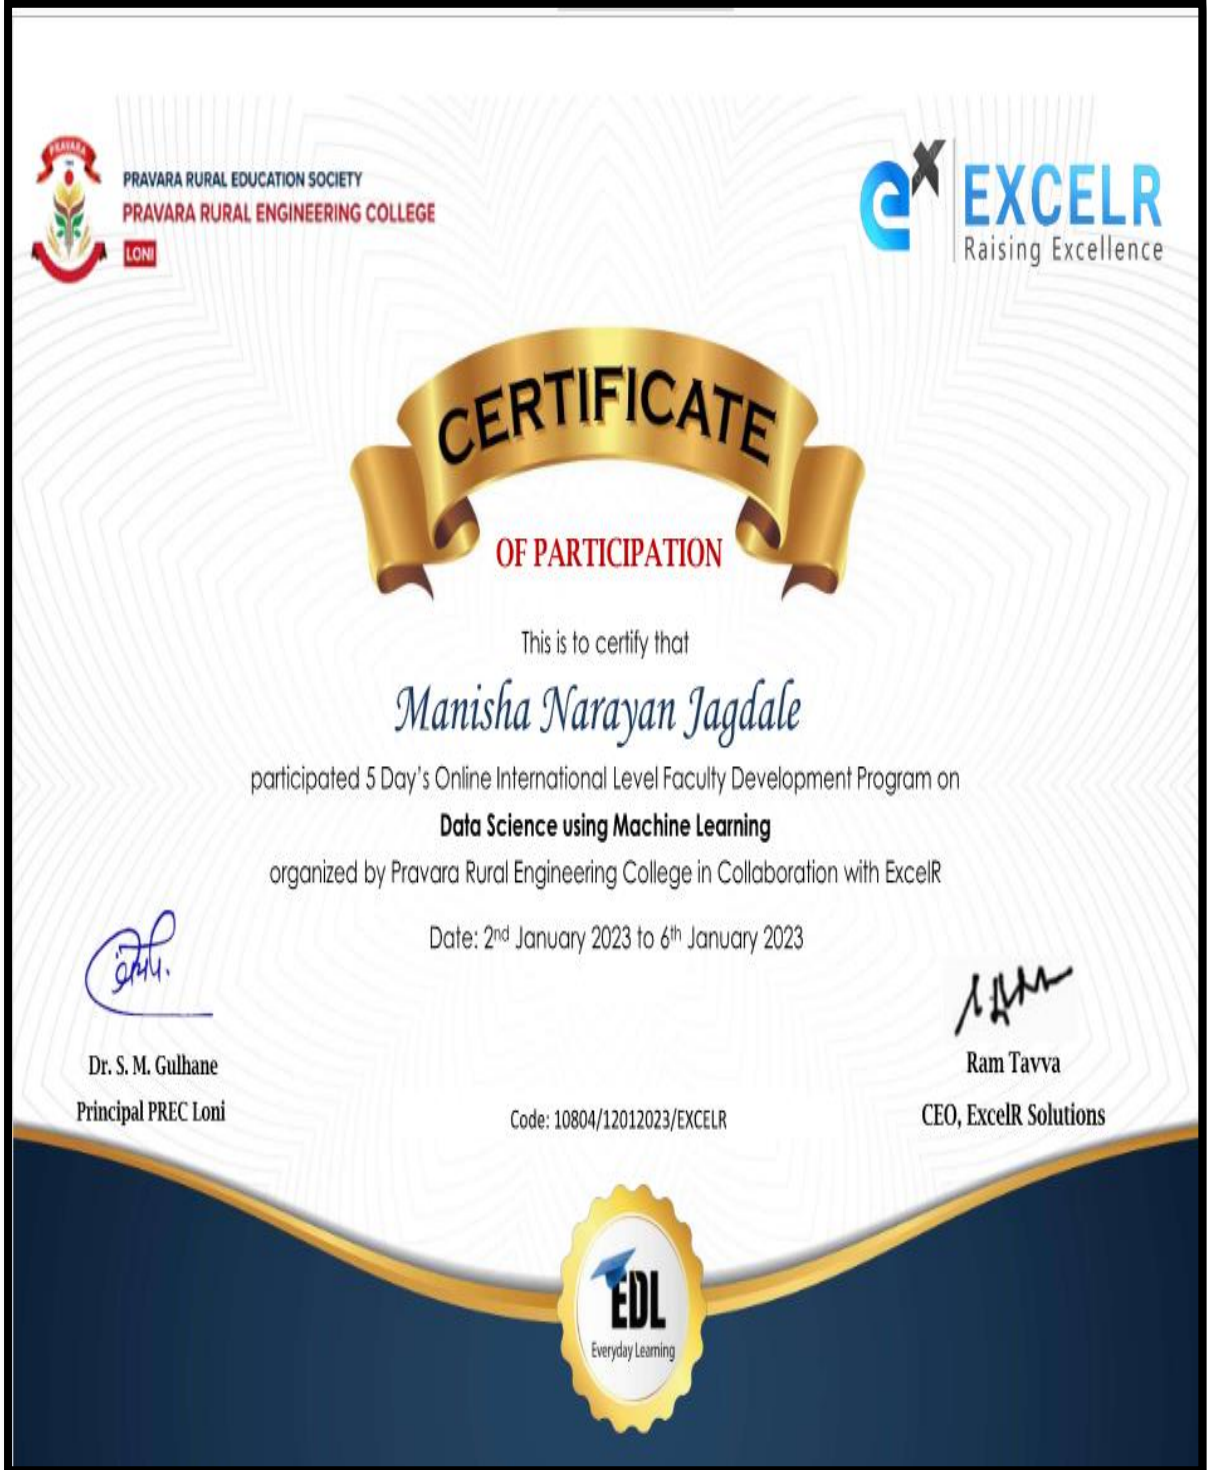 PRAVARA
PRAVARA RURAL EDUCATION SOCIETY
PRAVARA RURAL ENGINEERING COLLEGE
LONI
ex EXCELR
Raising Excellence
CERTIFICATE
OF PARTICIPATION
This is to certify that
Manisha Narayan Jagdale
participated 5 Day's Online International Level Faculty Development Program on
Data Science using Machine Learning
organized by Pravara Rural Engineering College in Collaboration with ExcelR
Date: 2nd January 2023 to 6th January 2023
Dr. S. M. Gulhane
Principal PREC Loni
Code: 10804/12012023/EXCELR
Ram Tavva
CEO, ExcelR Solutions
EDL
Everyday Learning